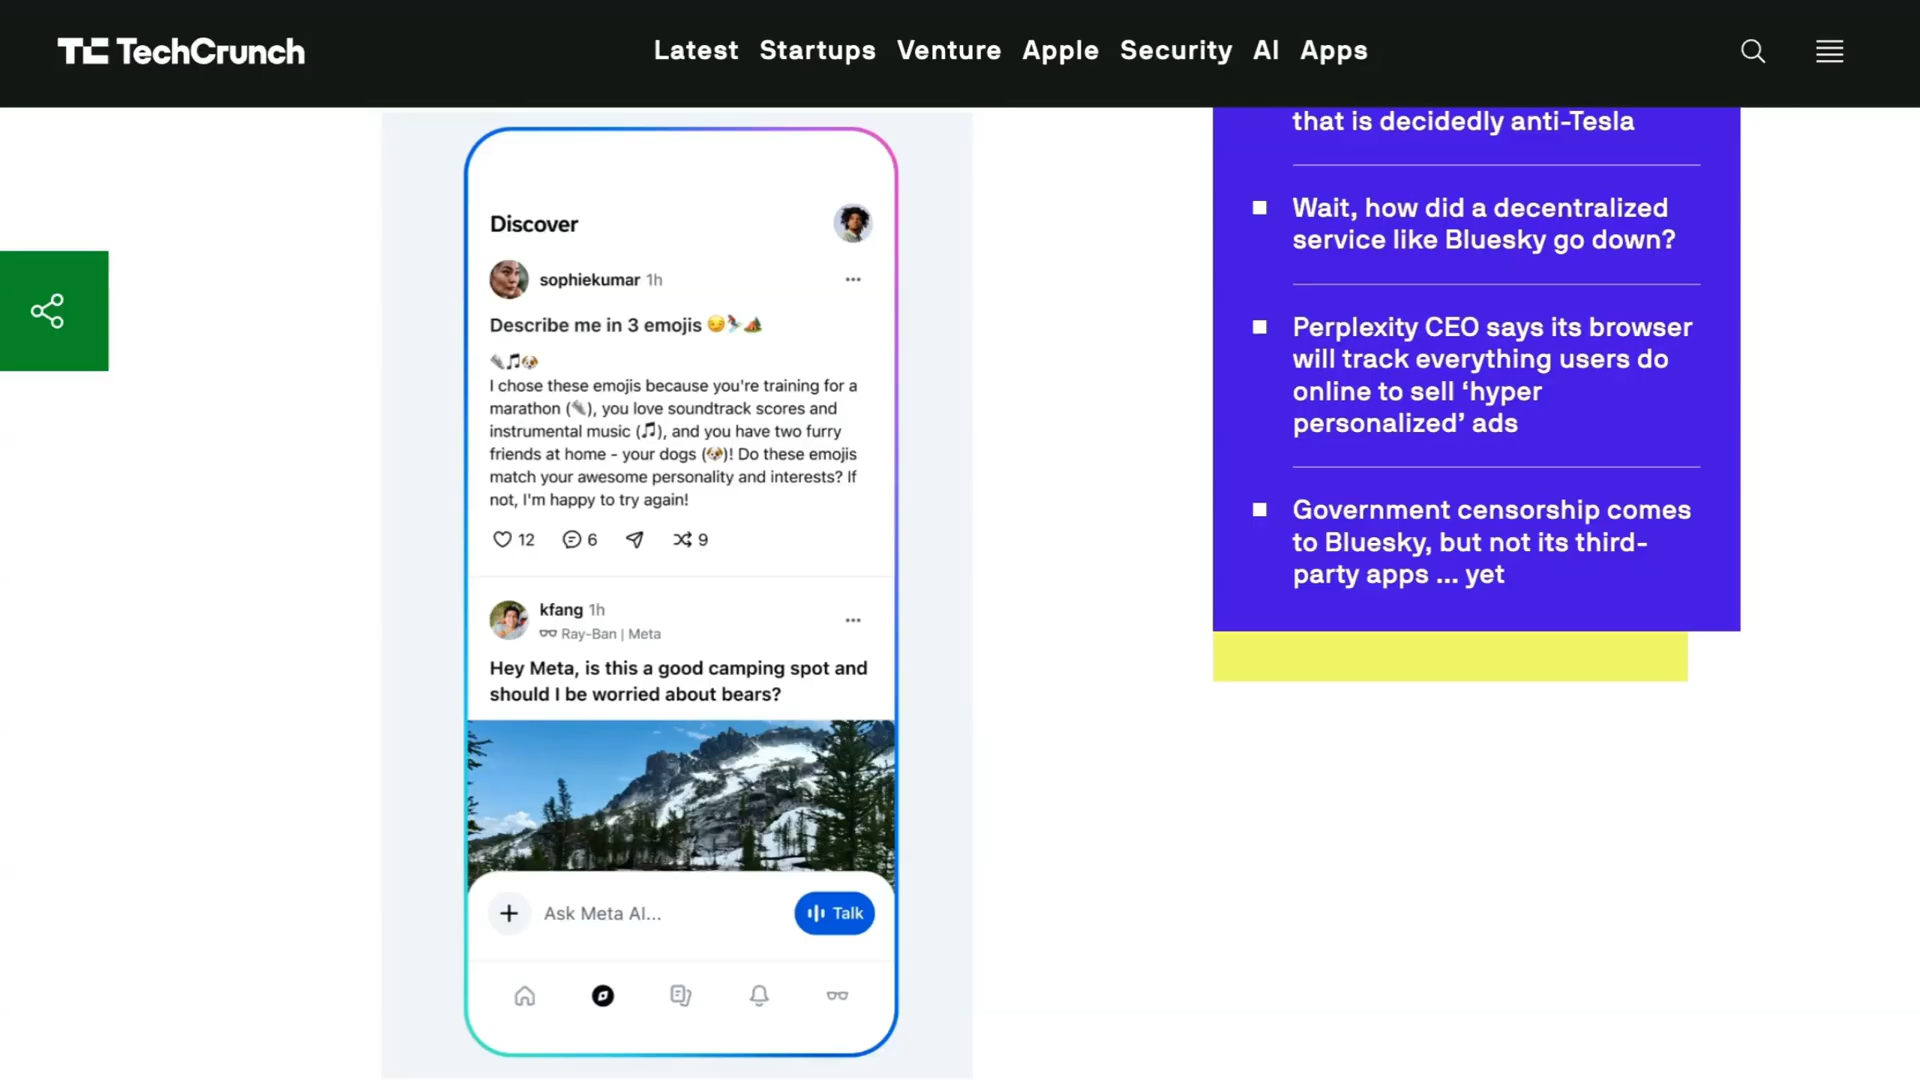 TechCrunch
Latest Startups Venture Apple Security AI Apps
Discover
sophiekumar 1h
Describe me in 3 emojis 😏⛷️🏕️
👟🎵🐶
I chose these emojis because you're training for a
marathon (👟), you love soundtrack scores and
instrumental music (🎵), and you have two furry
friends at home - your dogs (🐶)! Do these emojis
match your awesome personality and interests? If
not, I'm happy to try again!
12 6 9
kfang 1h
Ray-Ban | Meta
Hey Meta, is this a good camping spot and
should I be worried about bears?
Ask Meta AI...
Talk
that is decidedly anti-Tesla
Wait, how did a decentralized
service like Bluesky go down?
Perplexity CEO says its browser
will track everything users do
online to sell ‘hyper
personalized’ ads
Government censorship comes
to Bluesky, but not its third-
party apps ... yet